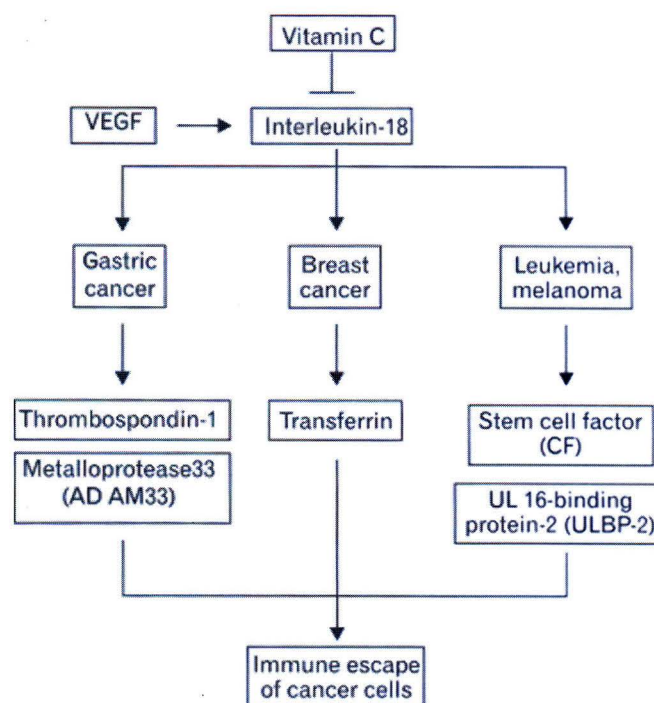 Vitamin C
VEGF
Interleukin-18
Gastric
cancer
Breast
cancer
Leukemia,
melanoma
Thrombospondin-1
Metalloprotease33
(AD AM33)
Transferrin
Stem cell factor
(CF)
UL 16-binding
protein-2 (ULBP-2)
Immune escape
of cancer cells